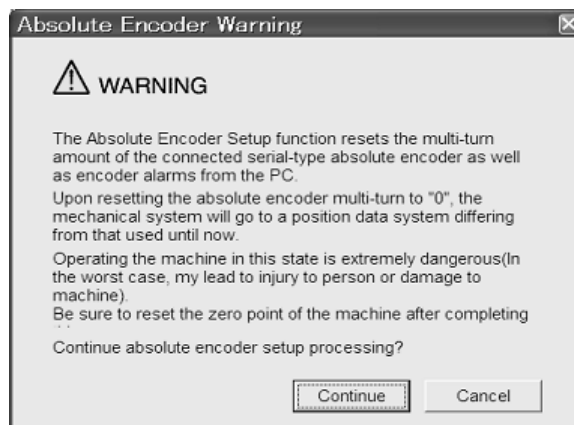 Absolute Encoder Warning
WARNING
The Absolute Encoder Setup function resets the multi-turn
amount of the connected serial-type absolute encoder as well
as encoder alarms from the PC.
Upon resetting the absolute encoder multi-turn to "0", the
mechanical system will go to a position data system differing
from that used until now.
Operating the machine in this state is extremely dangerous(In
the worst case, my lead to injury to person or damage to
machine).
Be sure to reset the zero point of the machine after completing
Continue absolute encoder setup processing?
Continue
Cancel